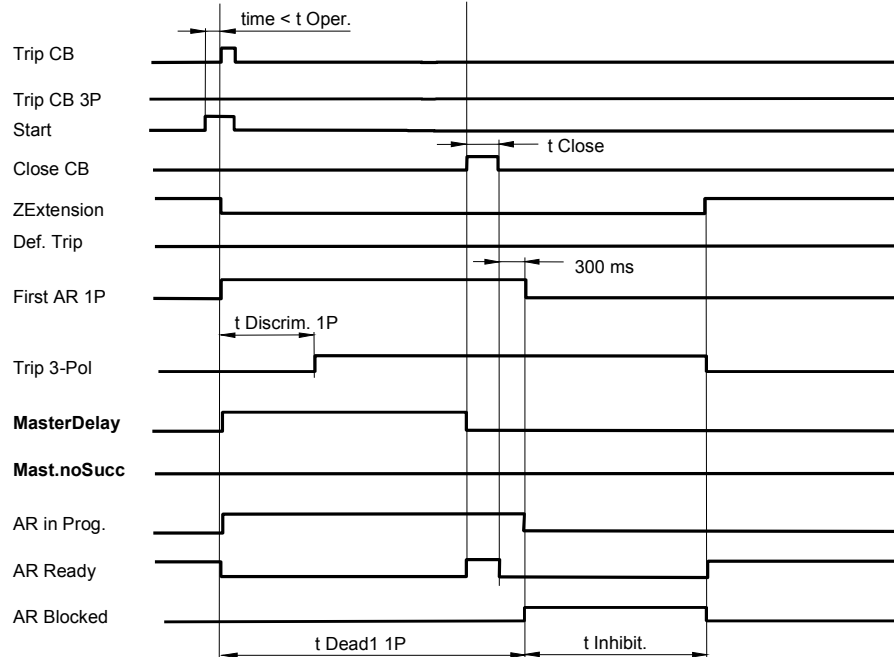 time < t Oper.
Trip CB
Trip CB 3P
Start
t Close
Close CB
ZExtension
Def. Trip
300 ms
First AR 1P
t Discrim. 1P
Trip 3-Pol
MasterDelay
Mast.noSucc
AR in Prog.
AR Ready
AR Blocked
t Dead1 1P
t Inhibit.